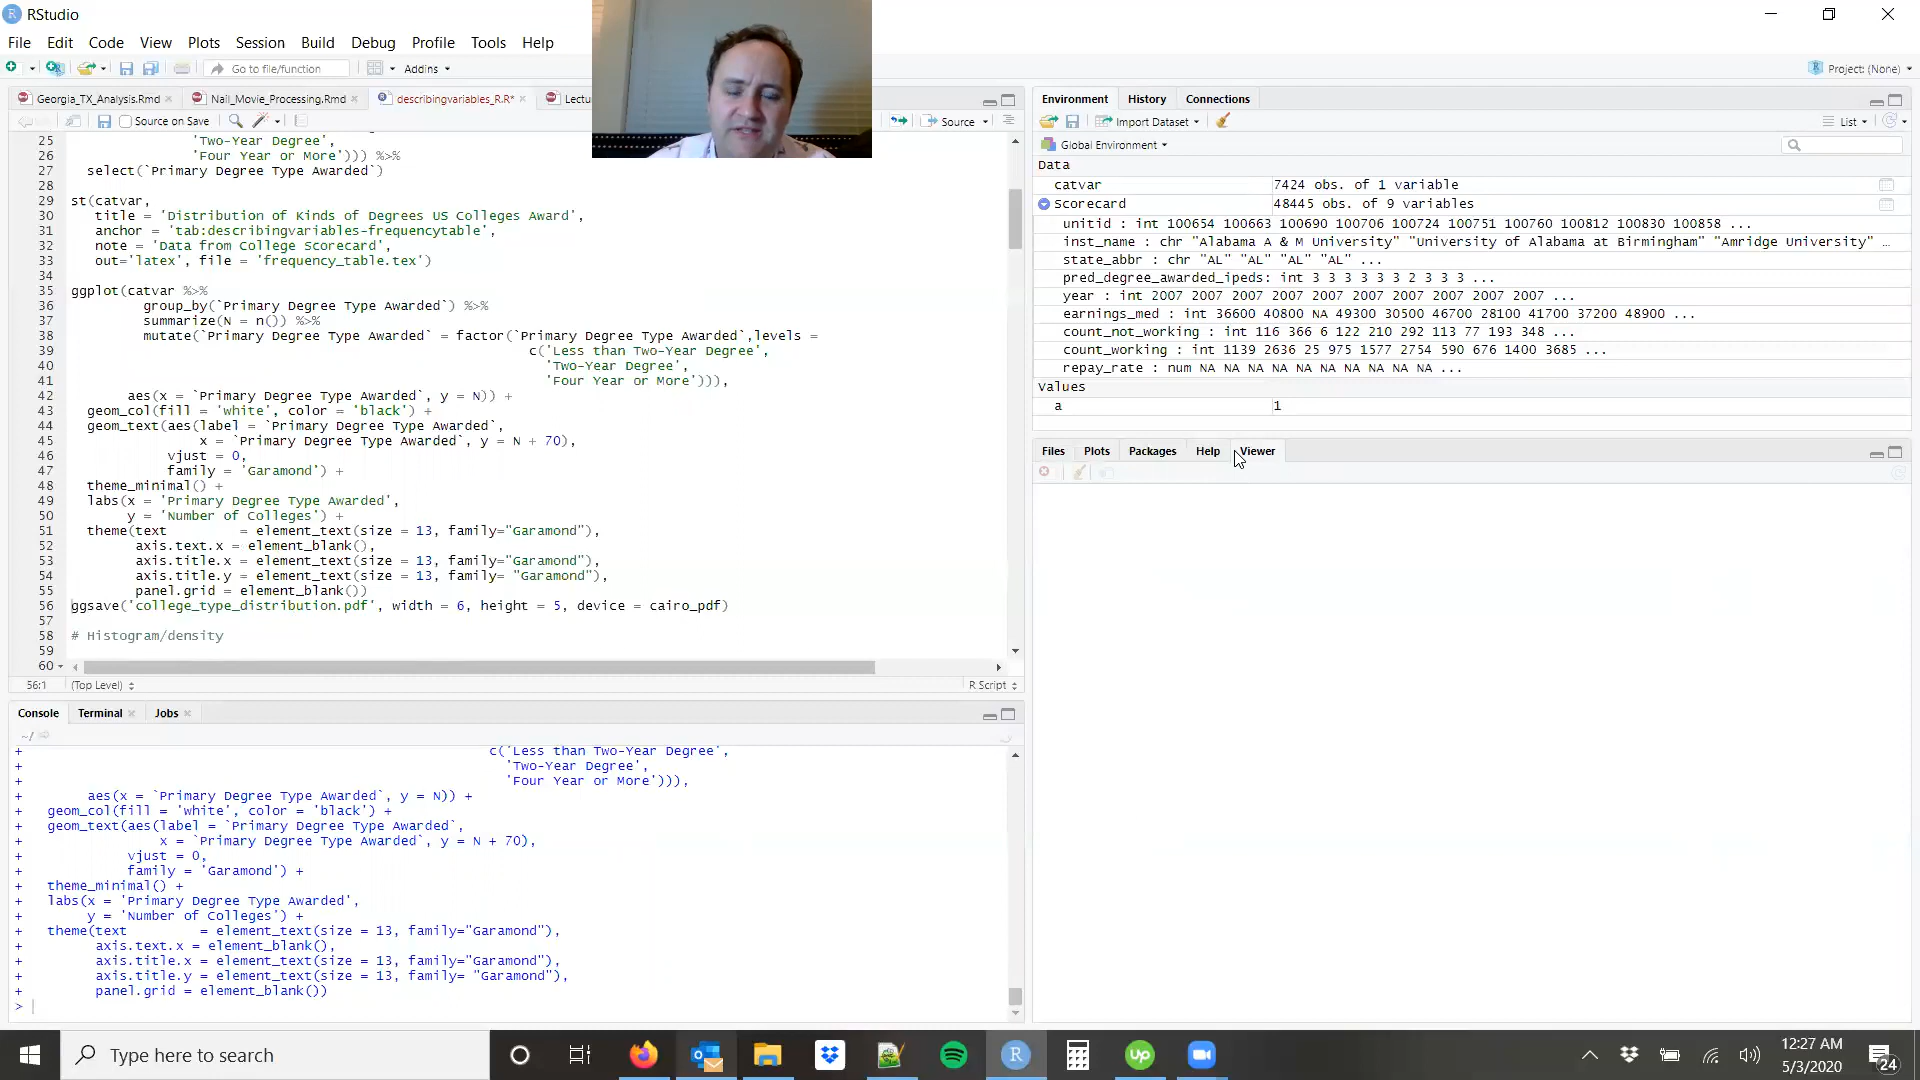 RStudio
File Edit Code View Plots Session Build Debug Profile Tools Help
Go to file/function Addins Project: (None)
Georgia_TX_Analysis.Rmd Nail_Movie_Processing.Rmd describingvariables_R.R* Lectu
Source on Save Source
25 'Two-Year Degree',
26 'Four Year or More'))) %>%
27 select(`Primary Degree Type Awarded`)
28
29 st(catvar,
30 title = 'Distribution of Kinds of Degrees US Colleges Award',
31 anchor = 'tab:describingvariables-frequencytable',
32 note = 'Data from College Scorecard',
33 out='latex', file = 'frequency_table.tex')
34
35 ggplot(catvar %>%
36 group_by(`Primary Degree Type Awarded`) %>%
37 summarize(N = n()) %>%
38 mutate(`Primary Degree Type Awarded` = factor(`Primary Degree Type Awarded`,levels =
39 c('Less than Two-Year Degree',
40 'Two-Year Degree',
41 'Four Year or More'))),
42 aes(x = `Primary Degree Type Awarded`, y = N)) +
43 geom_col(fill = 'white', color = 'black') +
44 geom_text(aes(label = `Primary Degree Type Awarded`,
45 x = `Primary Degree Type Awarded`, y = N + 70),
46 vjust = 0,
47 family = 'Garamond') +
48 theme_minimal() +
49 labs(x = 'Primary Degree Type Awarded',
50 y = 'Number of Colleges') +
51 theme(text = element_text(size = 13, family="Garamond"),
52 axis.text.x = element_blank(),
53 axis.title.x = element_text(size = 13, family="Garamond"),
54 axis.title.y = element_text(size = 13, family= "Garamond"),
55 panel.grid = element_blank())
56 ggsave('college_type_distribution.pdf', width = 6, height = 5, device = cairo_pdf)
57
58 # Histogram/density
59
60
56:1 (Top Level) R Script
Console Terminal Jobs
~/
+ c('Less than Two-Year Degree',
+ 'Two-Year Degree',
+ 'Four Year or More'))),
+ aes(x = `Primary Degree Type Awarded`, y = N)) +
+ geom_col(fill = 'white', color = 'black') +
+ geom_text(aes(label = `Primary Degree Type Awarded`,
+ x = `Primary Degree Type Awarded`, y = N + 70),
+ vjust = 0,
+ family = 'Garamond') +
+ theme_minimal() +
+ labs(x = 'Primary Degree Type Awarded',
+ y = 'Number of Colleges') +
+ theme(text = element_text(size = 13, family="Garamond"),
+ axis.text.x = element_blank(),
+ axis.title.x = element_text(size = 13, family="Garamond"),
+ axis.title.y = element_text(size = 13, family= "Garamond"),
+ panel.grid = element_blank())
>
Environment History Connections
Import Dataset List
Global Environment
Data
catvar 7424 obs. of 1 variable
Scorecard 48445 obs. of 9 variables
unitid : int 100654 100663 100690 100706 100724 100751 100760 100812 100830 100858 ...
inst_name : chr "Alabama A & M University" "University of Alabama at Birmingham" "Amridge University" …
state_abbr : chr "AL" "AL" "AL" "AL" ...
pred_degree_awarded_ipeds: int 3 3 3 3 3 3 2 3 3 3 ...
year : int 2007 2007 2007 2007 2007 2007 2007 2007 2007 2007 ...
earnings_med : int 36600 40800 NA 49300 30500 46700 28100 41700 37200 48900 ...
count_not_working : int 116 366 6 122 210 292 113 77 193 348 ...
count_working : int 1139 2636 25 975 1577 2754 590 676 1400 3685 ...
repay_rate : num NA NA NA NA NA NA NA NA NA NA ...
Values
a 1
Files Plots Packages Help Viewer
Type here to search
12:27 AM
5/3/2020
24